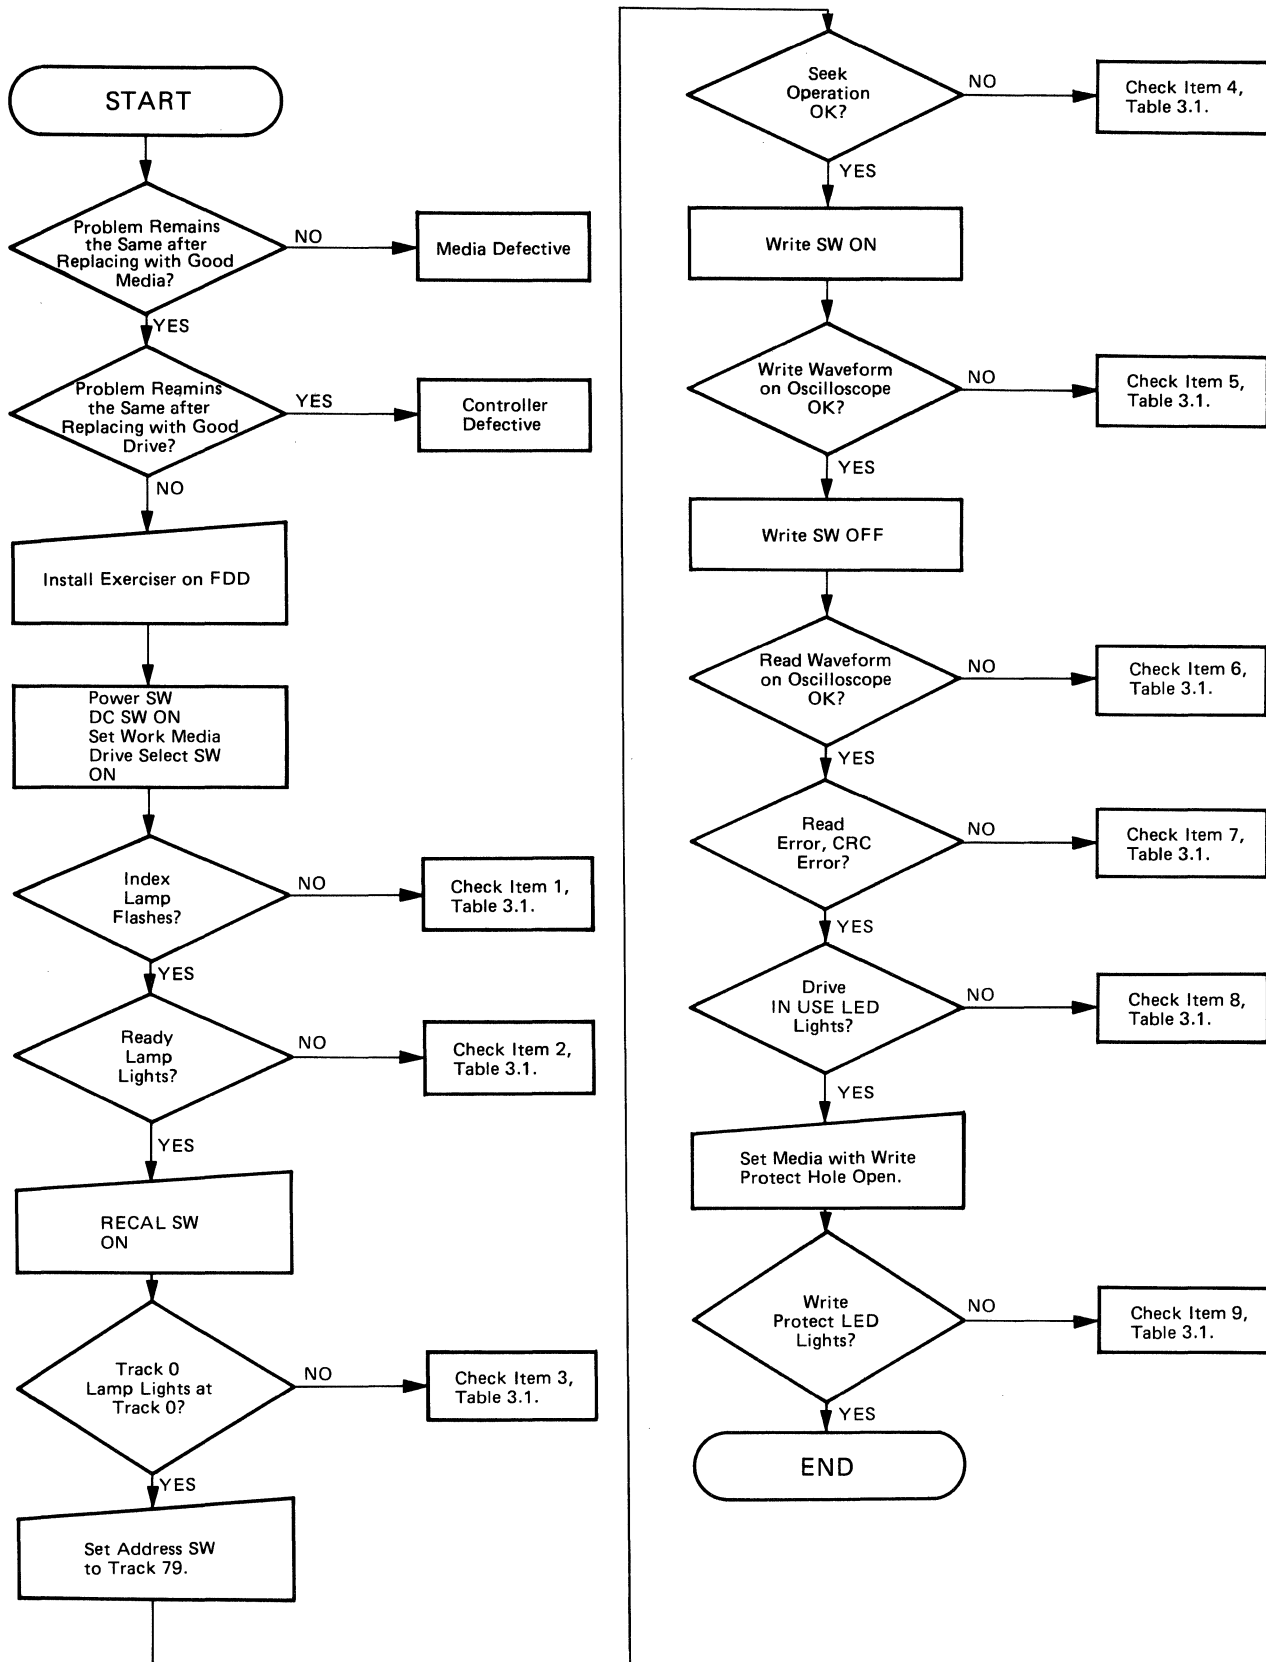 START
Problem Remains
the Same after
Replacing with Good
Media?
NO
Media Defective
YES
Problem Reamins
the Same after
Replacing with Good
Drive?
YES
Controller
Defective
NO
Install Exerciser on FDD
Power SW
DC SW ON
Set Work Media
Drive Select SW
ON
Index
Lamp
Flashes?
NO
Check Item 1,
Table 3.1.
YES
Ready
Lamp
Lights?
NO
Check Item 2,
Table 3.1.
YES
RECAL SW
ON
Track 0
Lamp Lights at
Track 0?
NO
Check Item 3,
Table 3.1.
YES
Set Address SW
to Track 79.
Seek
Operation
OK?
NO
Check Item 4,
Table 3.1.
YES
Write SW ON
Write Waveform
on Oscilloscope
OK?
NO
Check Item 5,
Table 3.1.
YES
Write SW OFF
Read Waveform
on Oscilloscope
OK?
NO
Check Item 6,
Table 3.1.
YES
Read
Error, CRC
Error?
NO
Check Item 7,
Table 3.1.
YES
Drive
IN USE LED
Lights?
NO
Check Item 8,
Table 3.1.
YES
Set Media with Write
Protect Hole Open.
Write
Protect LED
Lights?
NO
Check Item 9,
Table 3.1.
YES
END